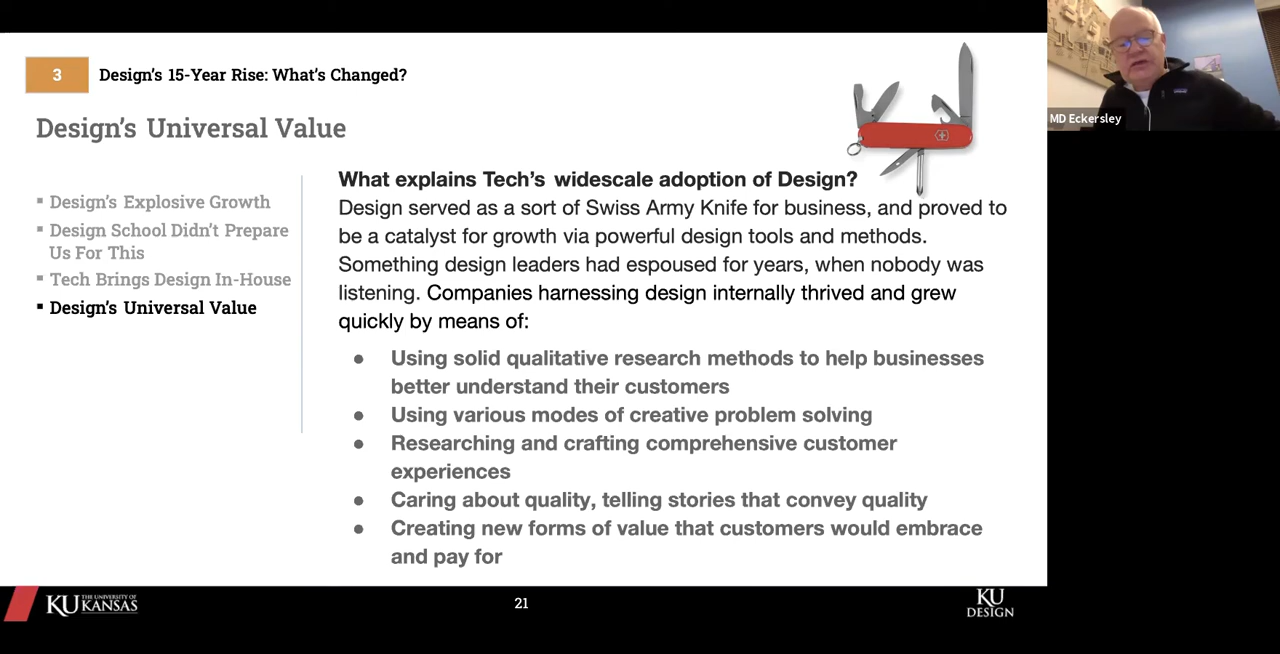 3
Design’s 15-Year Rise: What’s Changed?
Design’s Universal Value
▪ Design’s Explosive Growth
▪ Design School Didn’t Prepare
Us For This
▪ Tech Brings Design In-House
▪ Design’s Universal Value
What explains Tech’s widescale adoption of Design?
Design served as a sort of Swiss Army Knife for business, and proved to
be a catalyst for growth via powerful design tools and methods.
Something design leaders had espoused for years, when nobody was
listening. Companies harnessing design internally thrived and grew
quickly by means of:
● Using solid qualitative research methods to help businesses
better understand their customers
● Using various modes of creative problem solving
● Researching and crafting comprehensive customer
experiences
● Caring about quality, telling stories that convey quality
● Creating new forms of value that customers would embrace
and pay for
MD Eckersley
KU THE UNIVERSITY OF
KANSAS
21
KU
DESIGN